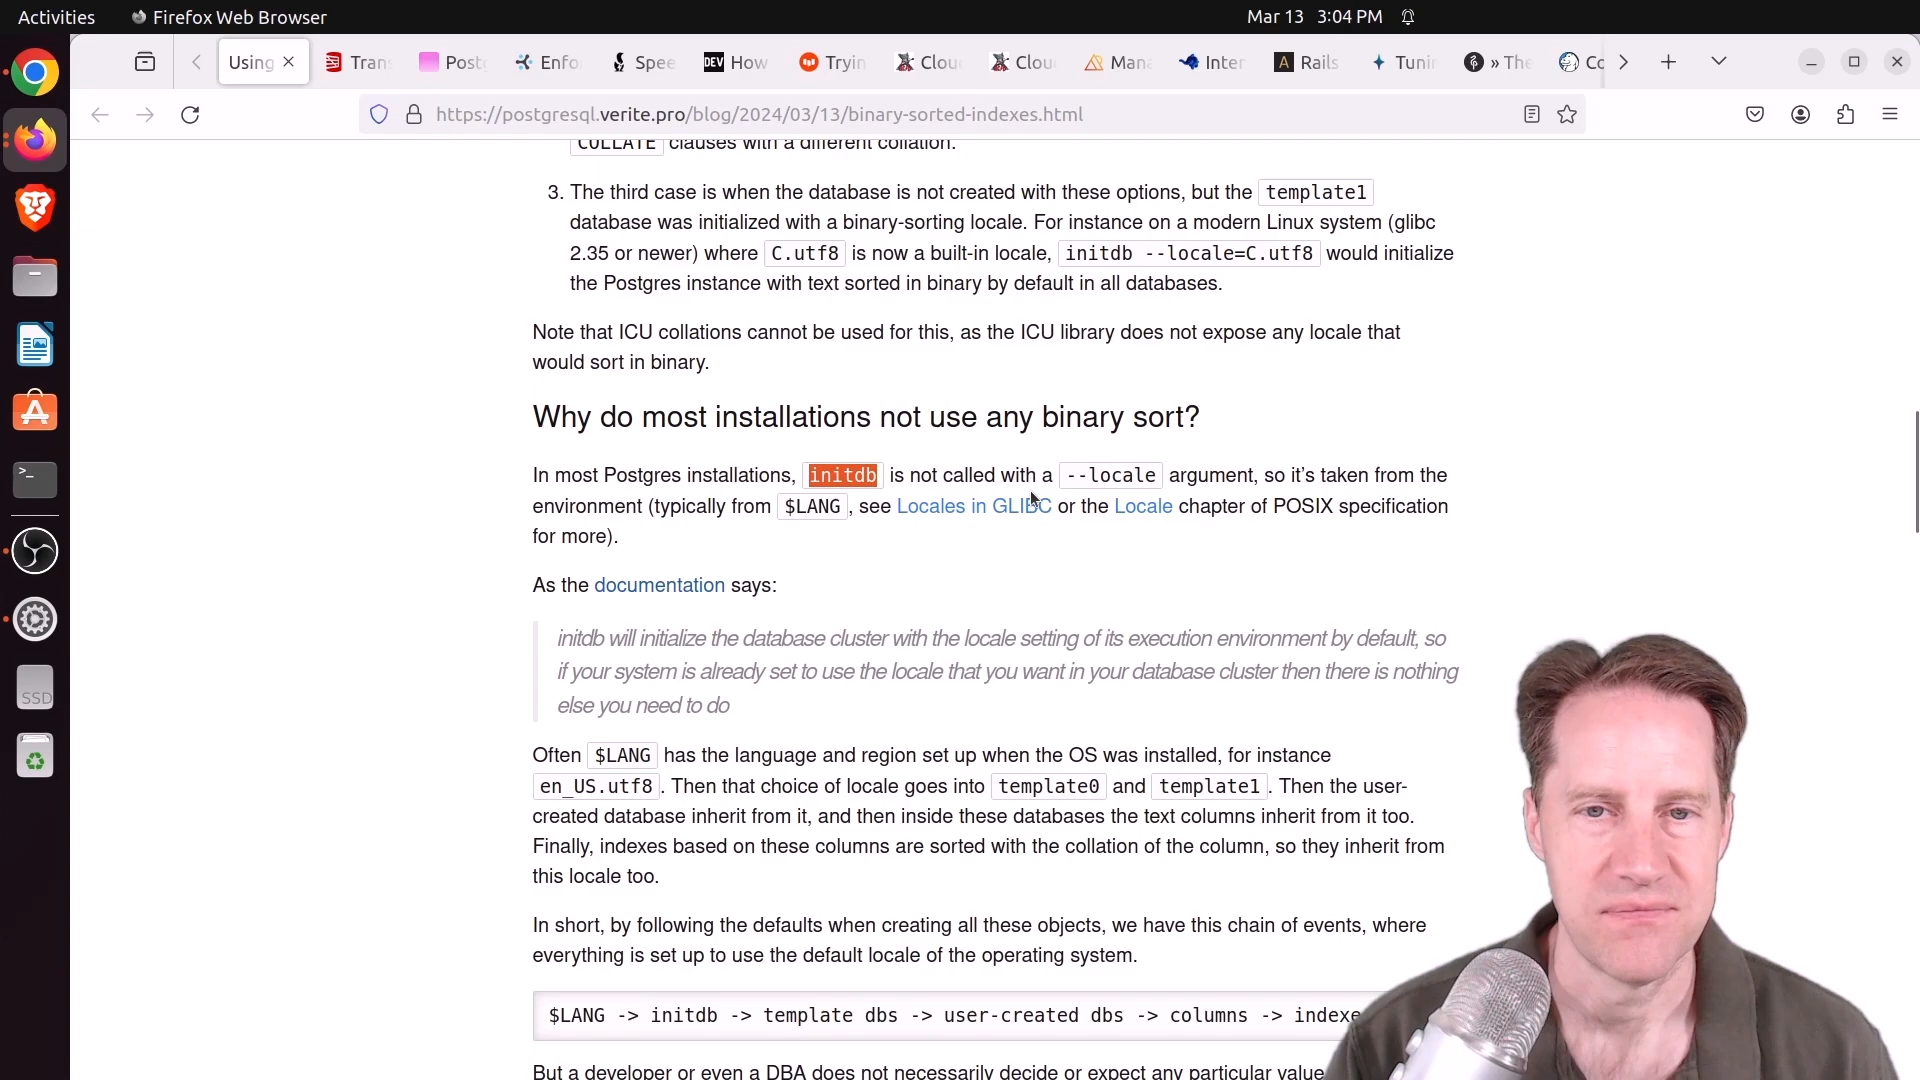 Activities Firefox Web Browser Mar 13 3:04 PM
Using Trans Postg Enfo Spee DEV How Tryin Clou Clou Mana Inter A Rails Tunin » The Co
https://postgresql.verite.pro/blog/2024/03/13/binary-sorted-indexes.html
COLLATE clauses with a different collation.
3. The third case is when the database is not created with these options, but the template1
database was initialized with a binary-sorting locale. For instance on a modern Linux system (glibc
2.35 or newer) where C.utf8 is now a built-in locale, initdb --locale=C.utf8 would initialize
the Postgres instance with text sorted in binary by default in all databases.
Note that ICU collations cannot be used for this, as the ICU library does not expose any locale that
would sort in binary.
Why do most installations not use any binary sort?
In most Postgres installations, initdb is not called with a --locale argument, so it's taken from the
environment (typically from $LANG, see Locales in GLIBC or the Locale chapter of POSIX specification
for more).
As the documentation says:
initdb will initialize the database cluster with the locale setting of its execution environment by default, so
if your system is already set to use the locale that you want in your database cluster then there is nothing
else you need to do
Often $LANG has the language and region set up when the OS was installed, for instance
en_US.utf8. Then that choice of locale goes into template0 and template1. Then the user-
created database inherit from it, and then inside these databases the text columns inherit from it too.
Finally, indexes based on these columns are sorted with the collation of the column, so they inherit from
this locale too.
In short, by following the defaults when creating all these objects, we have this chain of events, where
everything is set up to use the default locale of the operating system.
$LANG -> initdb -> template dbs -> user-created dbs -> columns -> indexe
But a developer or even a DBA does not necessarily decide or expect any particular value
SSD